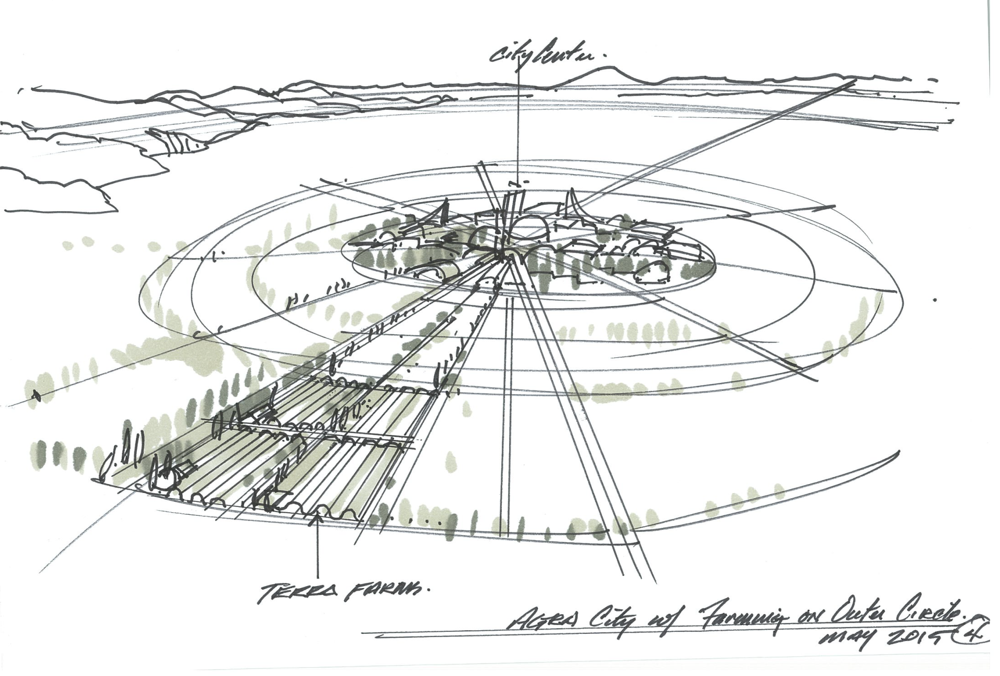 City Center.
TERRA FARMS.
AGRA City w/ Farming on Outer Circle.
MAY 2015 4